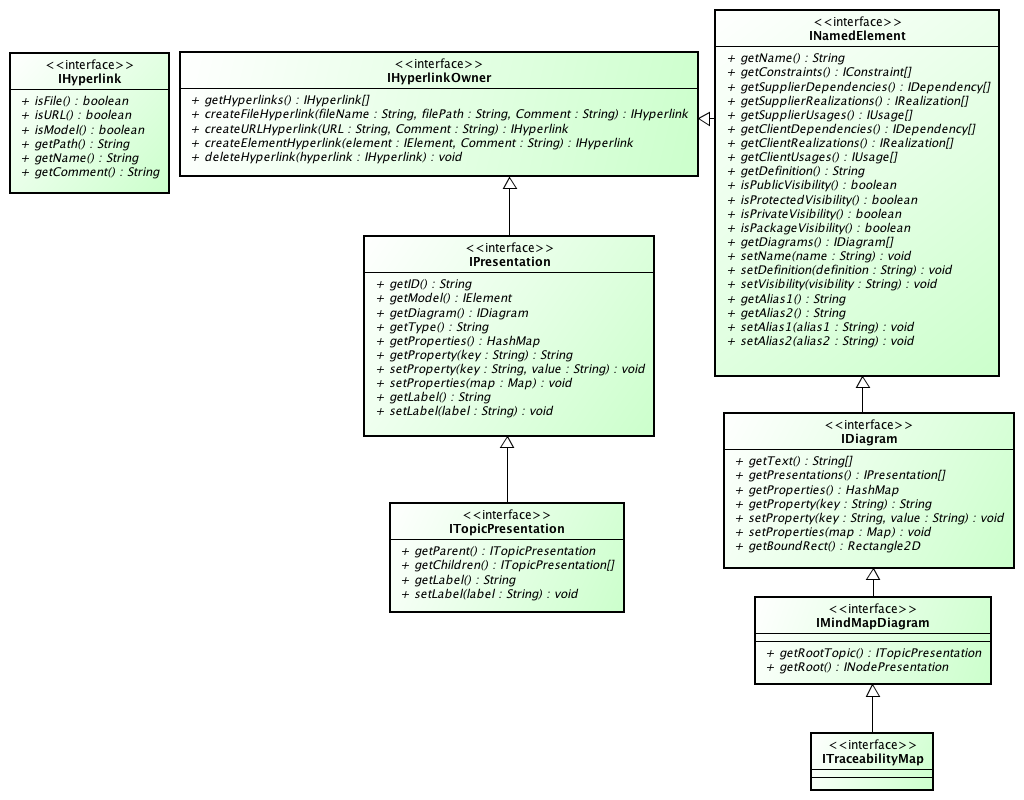 <<interface>>
IHyperlink
+ isFile() : boolean
+ isURL() : boolean
+ isModel() : boolean
+ getPath() : String
+ getName() : String
+ getComment() : String
<<interface>>
IHyperlinkOwner
+ getHyperlinks() : IHyperlink[]
+ createFileHyperlink(fileName : String, filePath : String, Comment : String) : IHyperlink
+ createURLHyperlink(URL : String, Comment : String) : IHyperlink
+ createElementHyperlink(element : IElement, Comment : String) : IHyperlink
+ deleteHyperlink(hyperlink : IHyperlink) : void
<<interface>>
INamedElement
+ getName() : String
+ getConstraints() : IConstraint[]
+ getSupplierDependencies() : IDependency[]
+ getSupplierRealizations() : IRealization[]
+ getSupplierUsages() : IUsage[]
+ getClientDependencies() : IDependency[]
+ getClientRealizations() : IRealization[]
+ getClientUsages() : IUsage[]
+ getDefinition() : String
+ isPublicVisibility() : boolean
+ isProtectedVisibility() : boolean
+ isPrivateVisibility() : boolean
+ isPackageVisibility() : boolean
+ getDiagrams() : IDiagram[]
+ setName(name : String) : void
+ setDefinition(definition : String) : void
+ setVisibility(visibility : String) : void
+ getAlias1() : String
+ getAlias2() : String
+ setAlias1(alias1 : String) : void
+ setAlias2(alias2 : String) : void
<<interface>>
IPresentation
+ getID() : String
+ getModel() : IElement
+ getDiagram() : IDiagram
+ getType() : String
+ getProperties() : HashMap
+ getProperty(key : String) : String
+ setProperty(key : String, value : String) : void
+ setProperties(map : Map) : void
+ getLabel() : String
+ setLabel(label : String) : void
<<interface>>
IDiagram
+ getText() : String[]
+ getPresentations() : IPresentation[]
+ getProperties() : HashMap
+ getProperty(key : String) : String
+ setProperty(key : String, value : String) : void
+ setProperties(map : Map) : void
+ getBoundRect() : Rectangle2D
<<interface>>
ITopicPresentation
+ getParent() : ITopicPresentation
+ getChildren() : ITopicPresentation[]
+ getLabel() : String
+ setLabel(label : String) : void
<<interface>>
IMindMapDiagram
+ getRootTopic() : ITopicPresentation
+ getRoot() : INodePresentation
<<interface>>
ITraceabilityMap